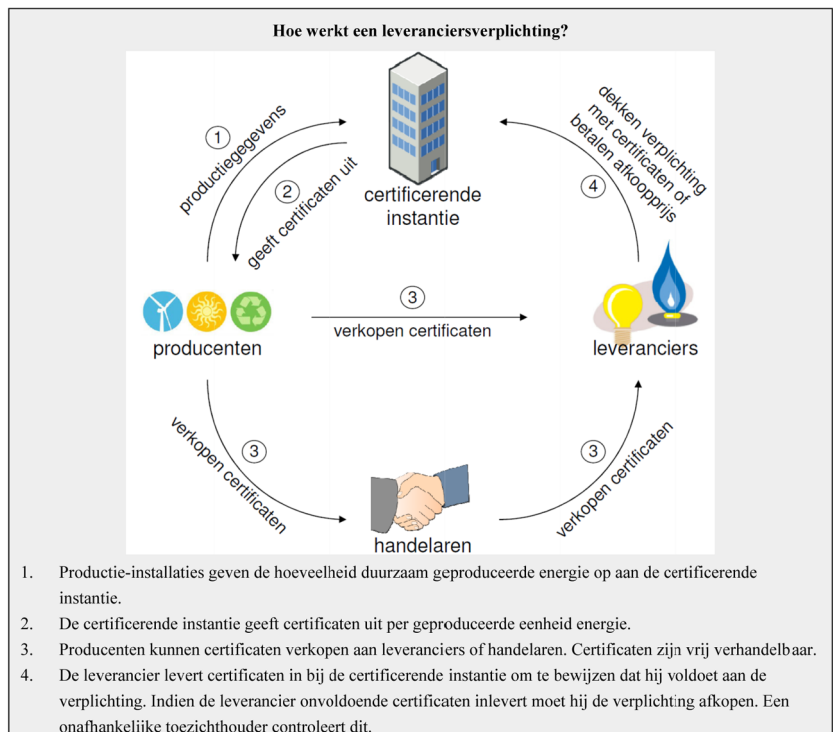 Hoe werkt een leveranciersverplichting?
1
productiegegevens
2
geeft certificaten uit
certificerende
instantie
dekken verplichting
met certificaten of
betalen afkoopprijs
4
3
verkopen certificaten
producenten
leveranciers
verkopen certificaten
3
3
verkopen certificaten
handelaren
1. Productie-installaties geven de hoeveelheid duurzaam geproduceerde energie op aan de certificerende
instantie.
2. De certificerende instantie geeft certificaten uit per geproduceerde eenheid energie.
3. Producenten kunnen certificaten verkopen aan leveranciers of handelaren. Certificaten zijn vrij verhandelbaar.
4. De leverancier levert certificaten in bij de certificerende instantie om te bewijzen dat hij voldoet aan de
verplichting. Indien de leverancier onvoldoende certificaten inlevert moet hij de verplichting afkopen. Een
onafhankelijke toezichthouder controleert dit.